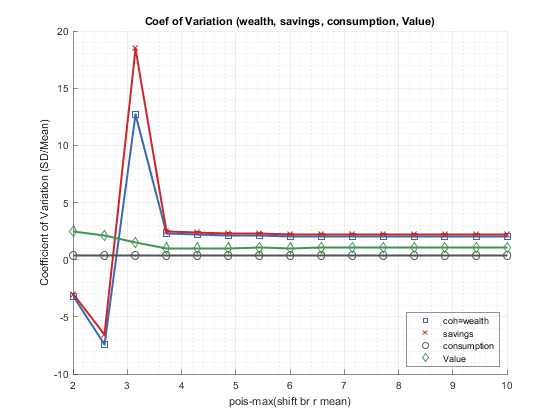 Coef of Variation (wealth, savings, consumption, Value)
20
15
10
5
0
-5
-10
Coefficient of Variation (SD/Mean)
2 3 4 5 6 7 8 9 10
pois-max(shift br r mean)
coh=wealth
savings
consumption
Value